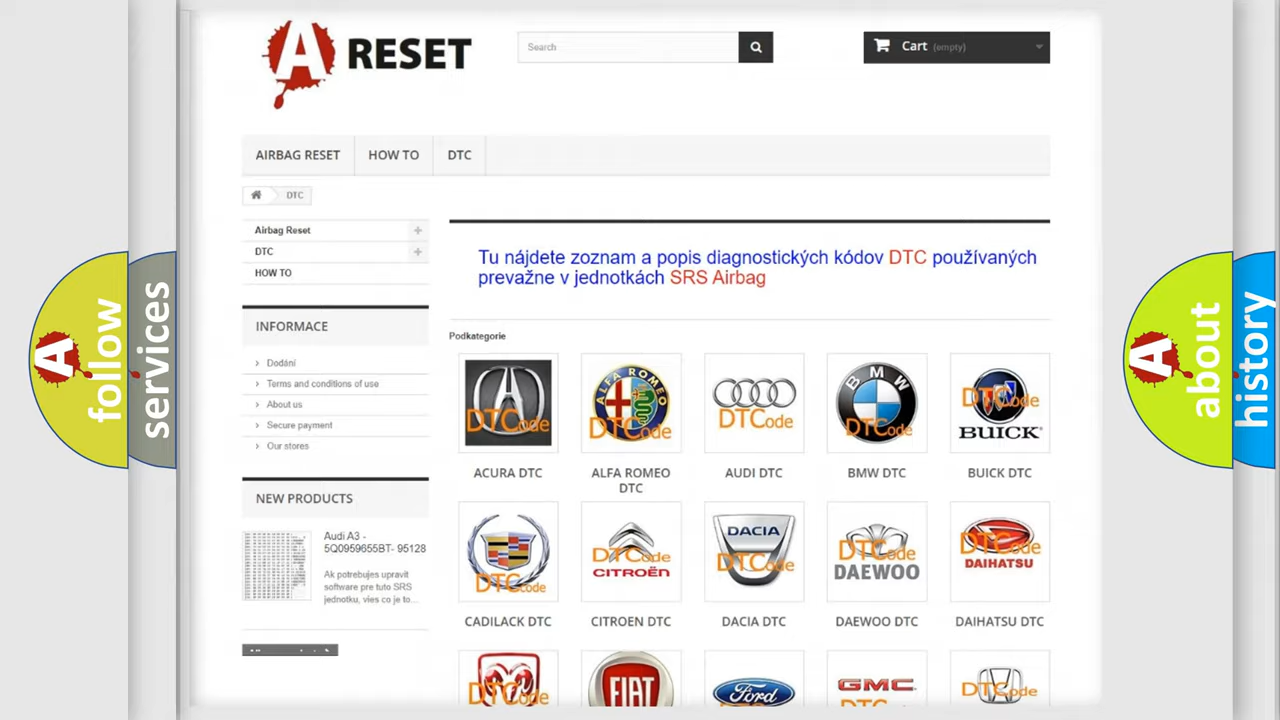 A RESET
Search
Cart (empty)
AIRBAG RESET
HOW TO
DTC
DTC
Airbag Reset
DTC
HOW TO
INFORMACE
Dodání
Terms and conditions of use
About us
Secure payment
Our stores
NEW PRODUCTS
Audi A3 -
5Q0959655BT- 95128
Ak potrebujes upravit
software pre tuto SRS
jednotku, vies co je to...
Tu nájdete zoznam a popis diagnostických kódov DTC používaných
prevažne v jednotkách SRS Airbag
Podkategorie
DTCode
ALFA ROMEO
DTCode
DTCode
BMW
DTCode
DTCode
BUICK
ACURA DTC
ALFA ROMEO
DTC
AUDI DTC
BMW DTC
BUICK DTC
DTCode
DTCode
CITROËN
DACIA
DTCode
DTCode
DAEWOO
DTCode
DAIHATSU
CADILACK DTC
CITROEN DTC
DACIA DTC
DAEWOO DTC
DAIHATSU DTC
DTCode
FIAT
Ford
GMC
DTCode
A follow
services
A about
history